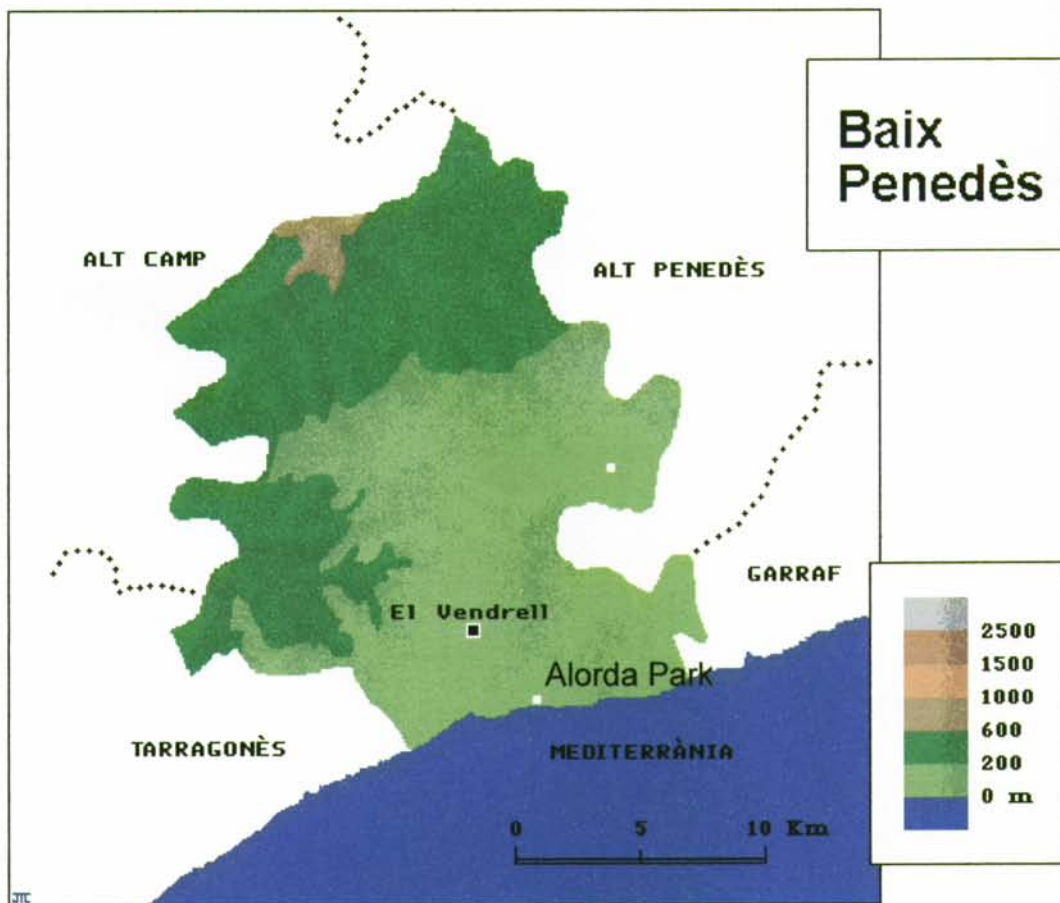 Baix
Penedès
ALT CAMP
ALT PENEDÈS
GARRAF
El Vendrell
Alorda Park
TARRAGONÈS
MEDITERRÀNIA
0 5 10 Km
2500
1500
1000
600
200
0 m